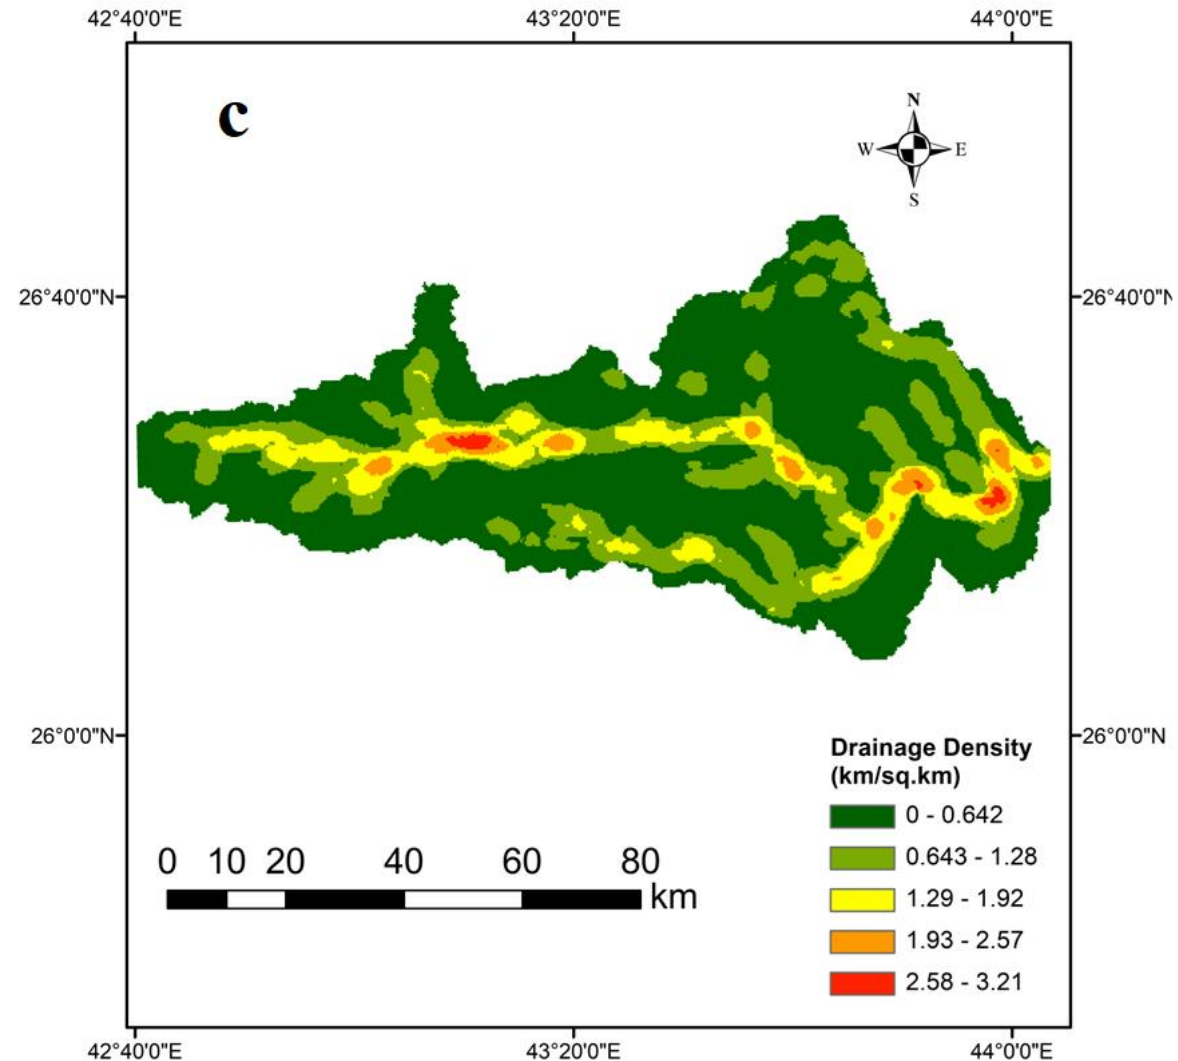 42°40'0"E 43°20'0"E 44°0'0"E
c
N
W E
S
26°40'0"N 26°40'0"N
26°0'0"N 26°0'0"N
Drainage Density
(km/sq.km)
0 - 0.642
0.643 - 1.28
1.29 - 1.92
1.93 - 2.57
2.58 - 3.21
0 10 20 40 60 80
km
42°40'0"E 43°20'0"E 44°0'0"E